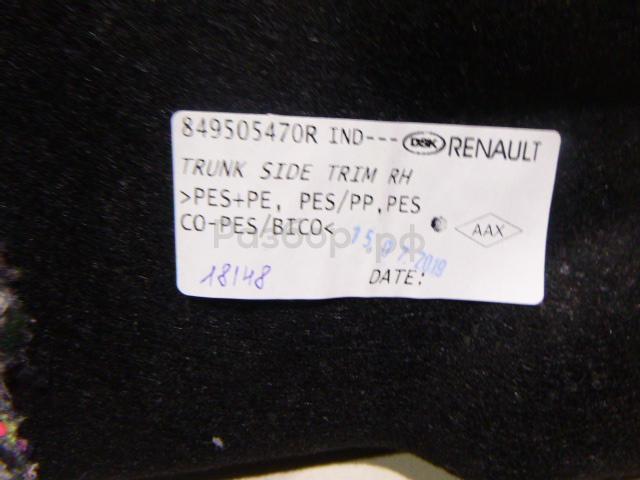 849505470R IND--- D&K RENAULT
TRUNK SIDE TRIM RH
>PES+PE, PES/PP,PES
CO-PES/BICO<
AAX
Разбор.рф
2019
18148
DATE: